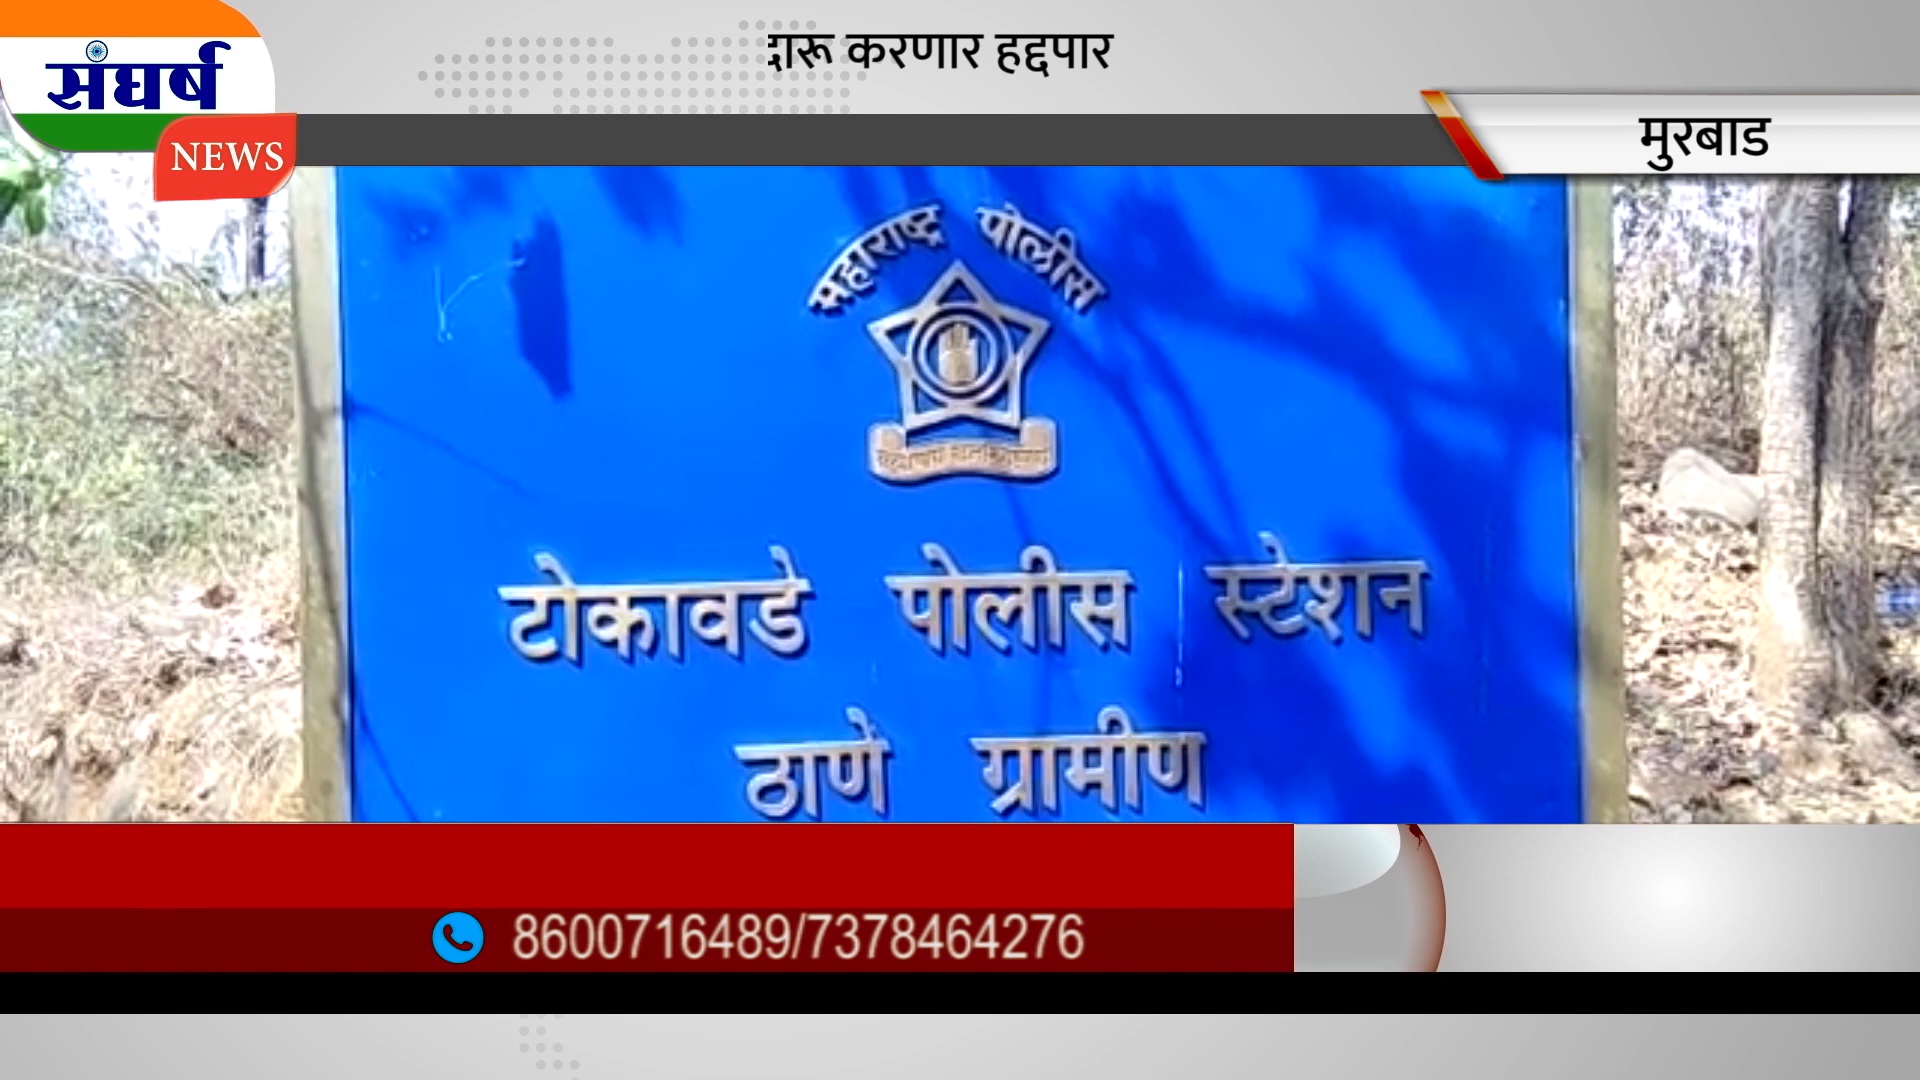 दारू करणार हद्दपार
संघर्ष
NEWS
मुरबाड
महाराष्ट्र पोलीस
टोकावडे पोलीस स्टेशन
ठाणे ग्रामीण
8600716489/7378464276